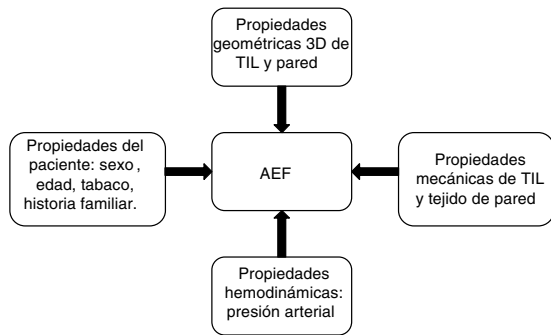 Propiedades
geométricas 3D de
TIL y pared
Propiedades del
paciente: sexo ,
edad, tabaco,
historia familiar.
AEF
Propiedades
mecánicas de TIL
y tejido de pared
Propiedades
hemodinámicas:
presión arterial